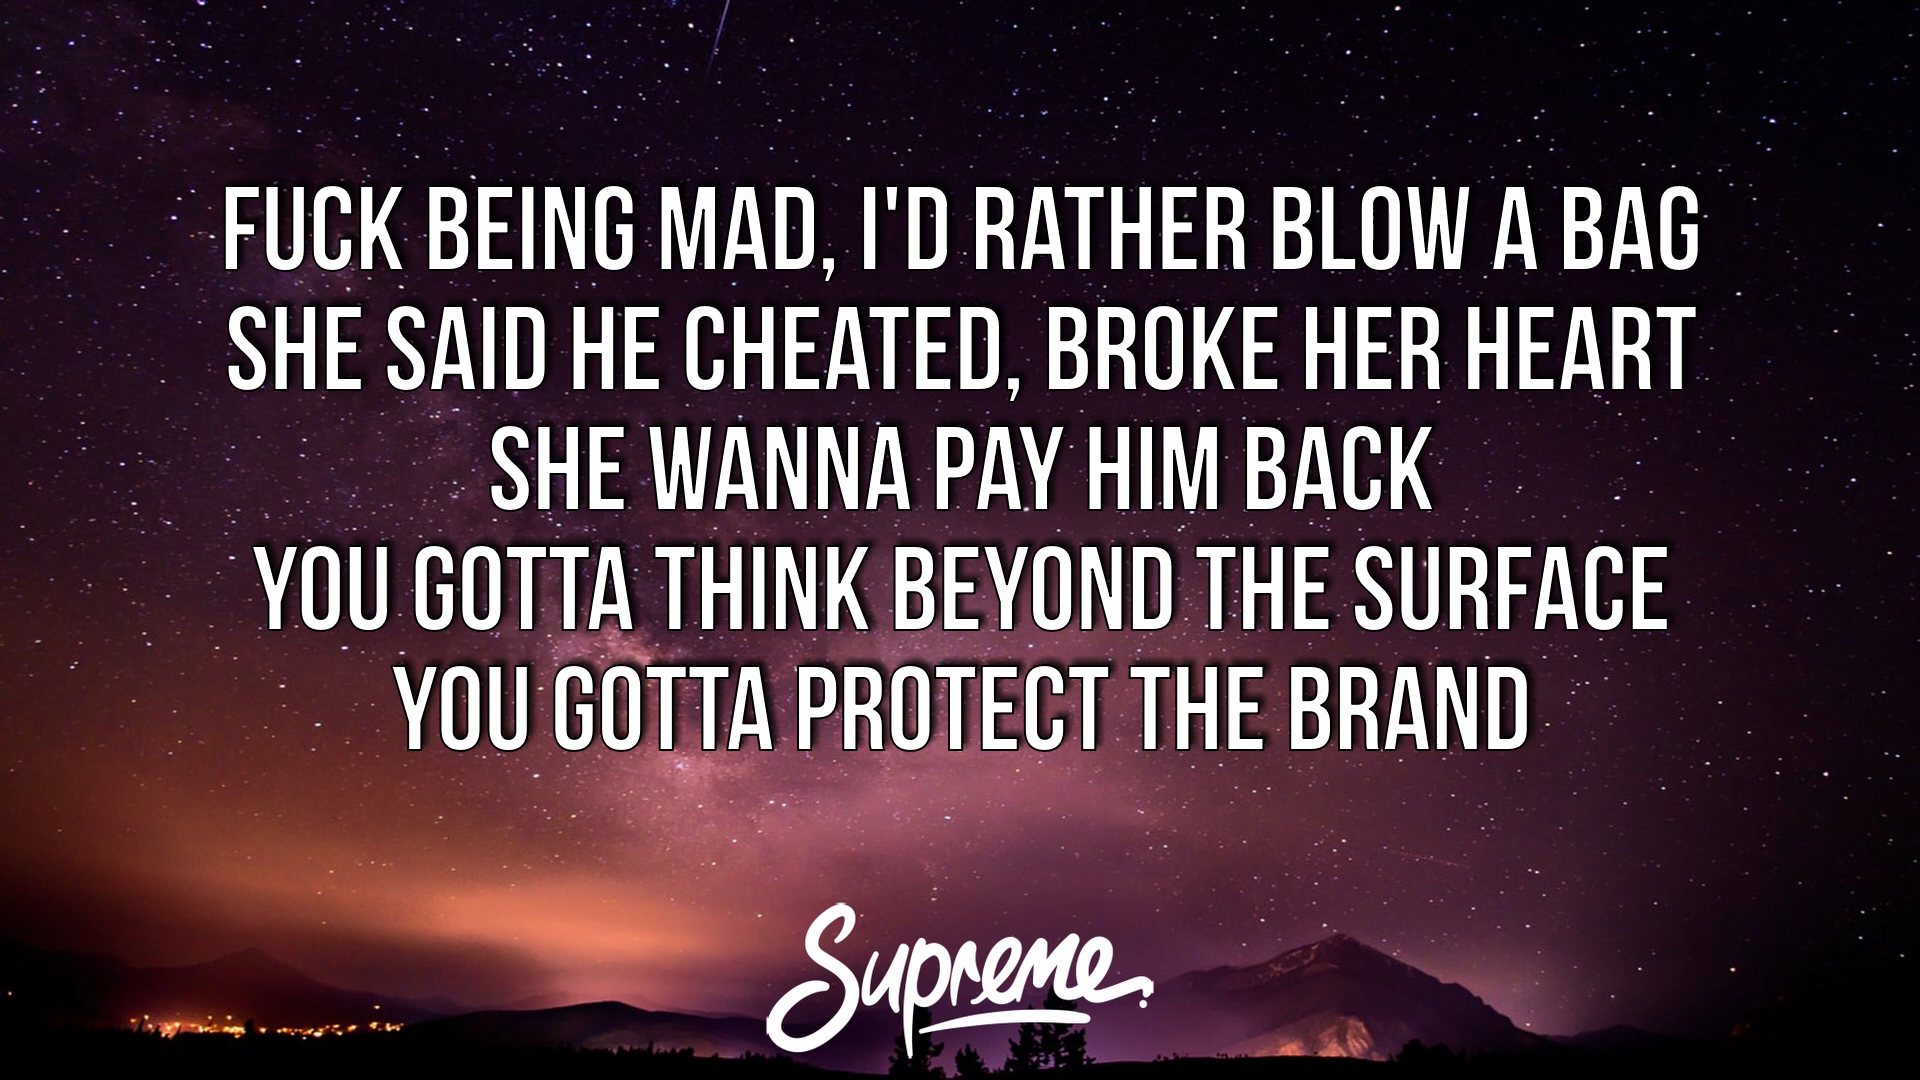 FUCK BEING MAD, I'D RATHER BLOW A BAG
SHE SAID HE CHEATED, BROKE HER HEART
SHE WANNA PAY HIM BACK
YOU GOTTA THINK BEYOND THE SURFACE
YOU GOTTA PROTECT THE BRAND
Supreme.